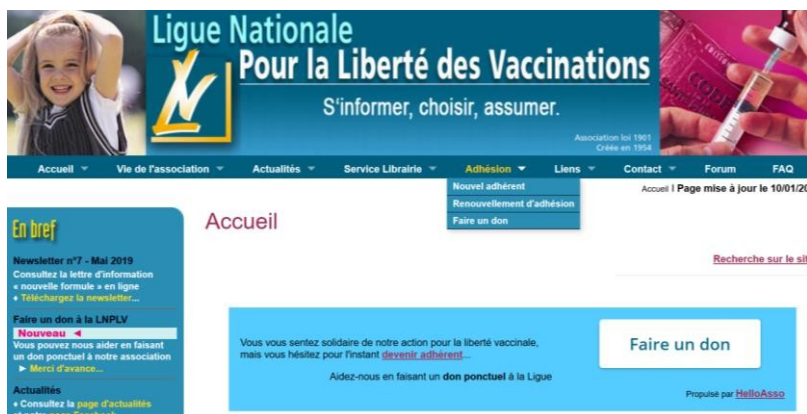 Ligue Nationale
Pour la Liberté des Vaccinations
S'informer, choisir, assumer.
Association loi 1901
Créée en 1954
Accueil Vie de l'association Actualités Service Librairie Adhésion Liens Contact Forum FAQ
Nouvel adhérent
Renouvellement d'adhésion
Faire un don
Accueil I Page mise à jour le 10/01/20
En bref
Accueil
Recherche sur le sit
Newsletter n°7 - Mai 2019
Consultez la lettre d'information
« nouvelle formule » en ligne
♦ Téléchargez la newsletter...
Faire un don à la LNPLV
Nouveau ◄
Vous pouvez nous aider en faisant
un don ponctuel à notre association
► Merci d'avance...
Actualités
♦ Consultez la page d'actualités
et notre page Facebook
Vous vous sentez solidaire de notre action pour la liberté vaccinale,
mais vous hésitez pour l'instant devenir adhérent...
Aidez-nous en faisant un don ponctuel à la Ligue
Faire un don
Propulsé par HelloAsso